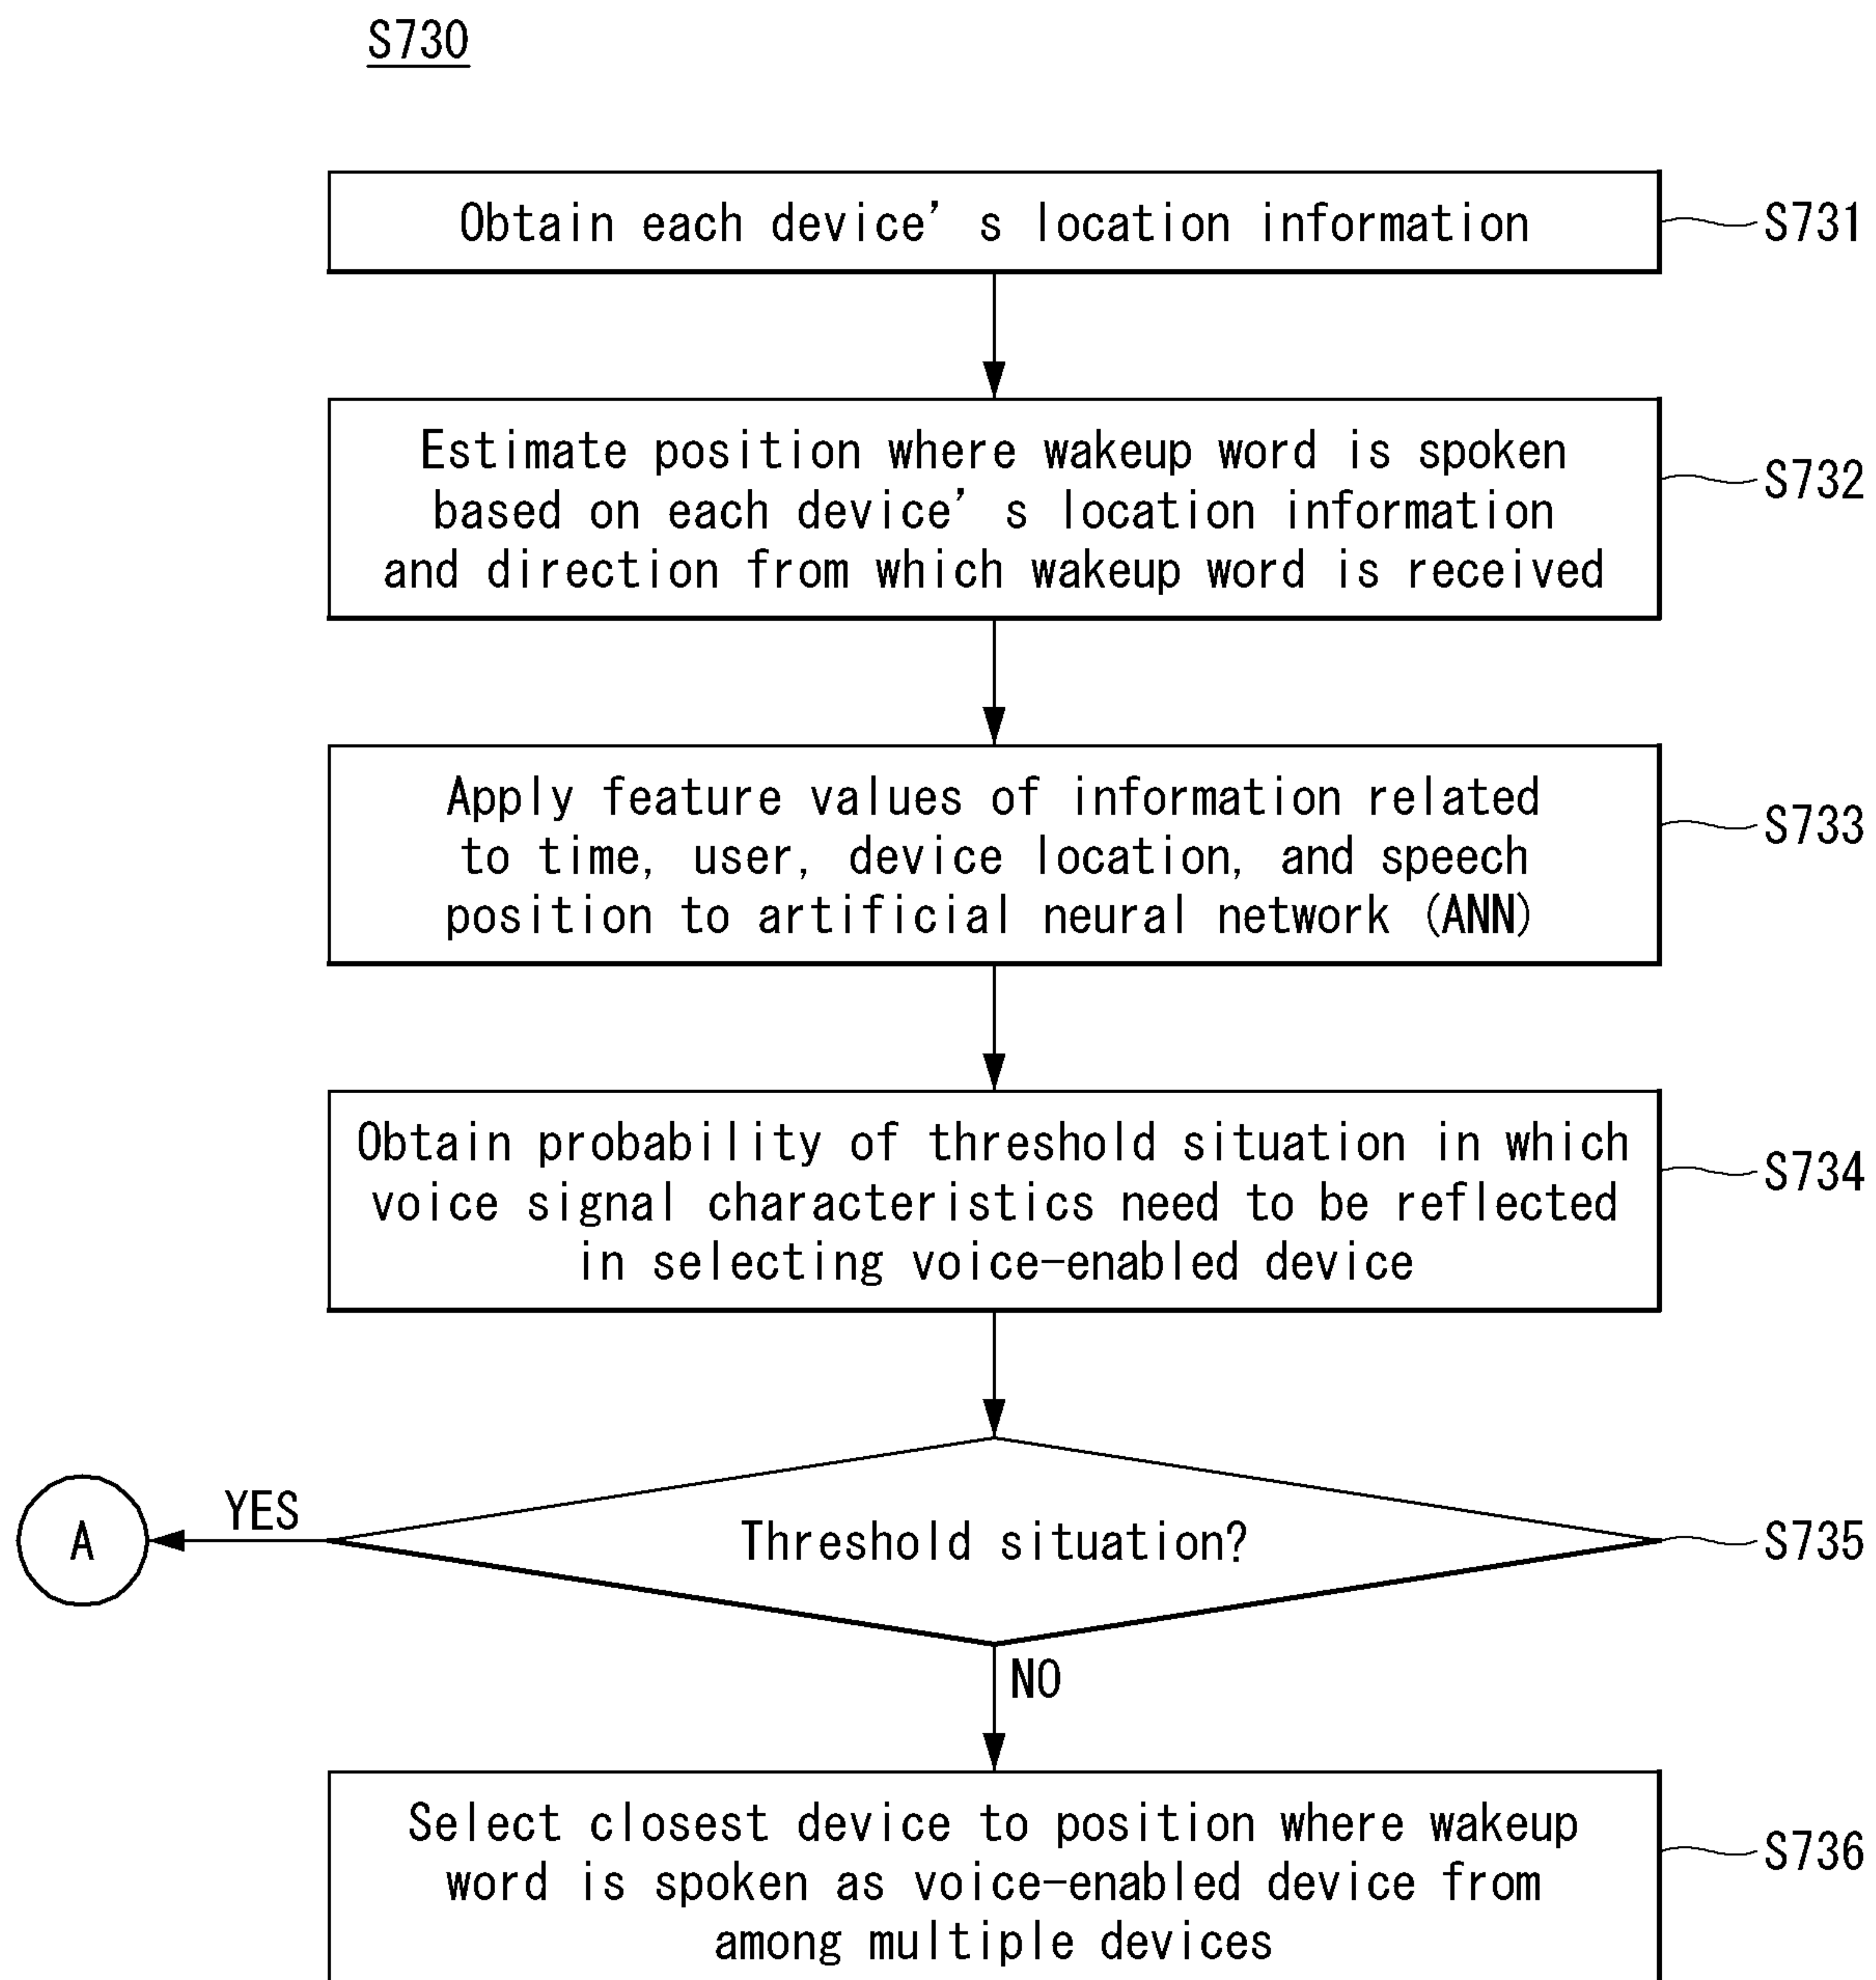 S730
Obtain each device's location information
S731
Estimate position where wakeup word is spoken
based on each device's location information
and direction from which wakeup word is received
S732
Apply feature values of information related
to time, user, device location, and speech
position to artificial neural network (ANN)
S733
Obtain probability of threshold situation in which
voice signal characteristics need to be reflected
in selecting voice-enabled device
S734
A
YES
Threshold situation?
S735
NO
Select closest device to position where wakeup
word is spoken as voice-enabled device from
among multiple devices
S736